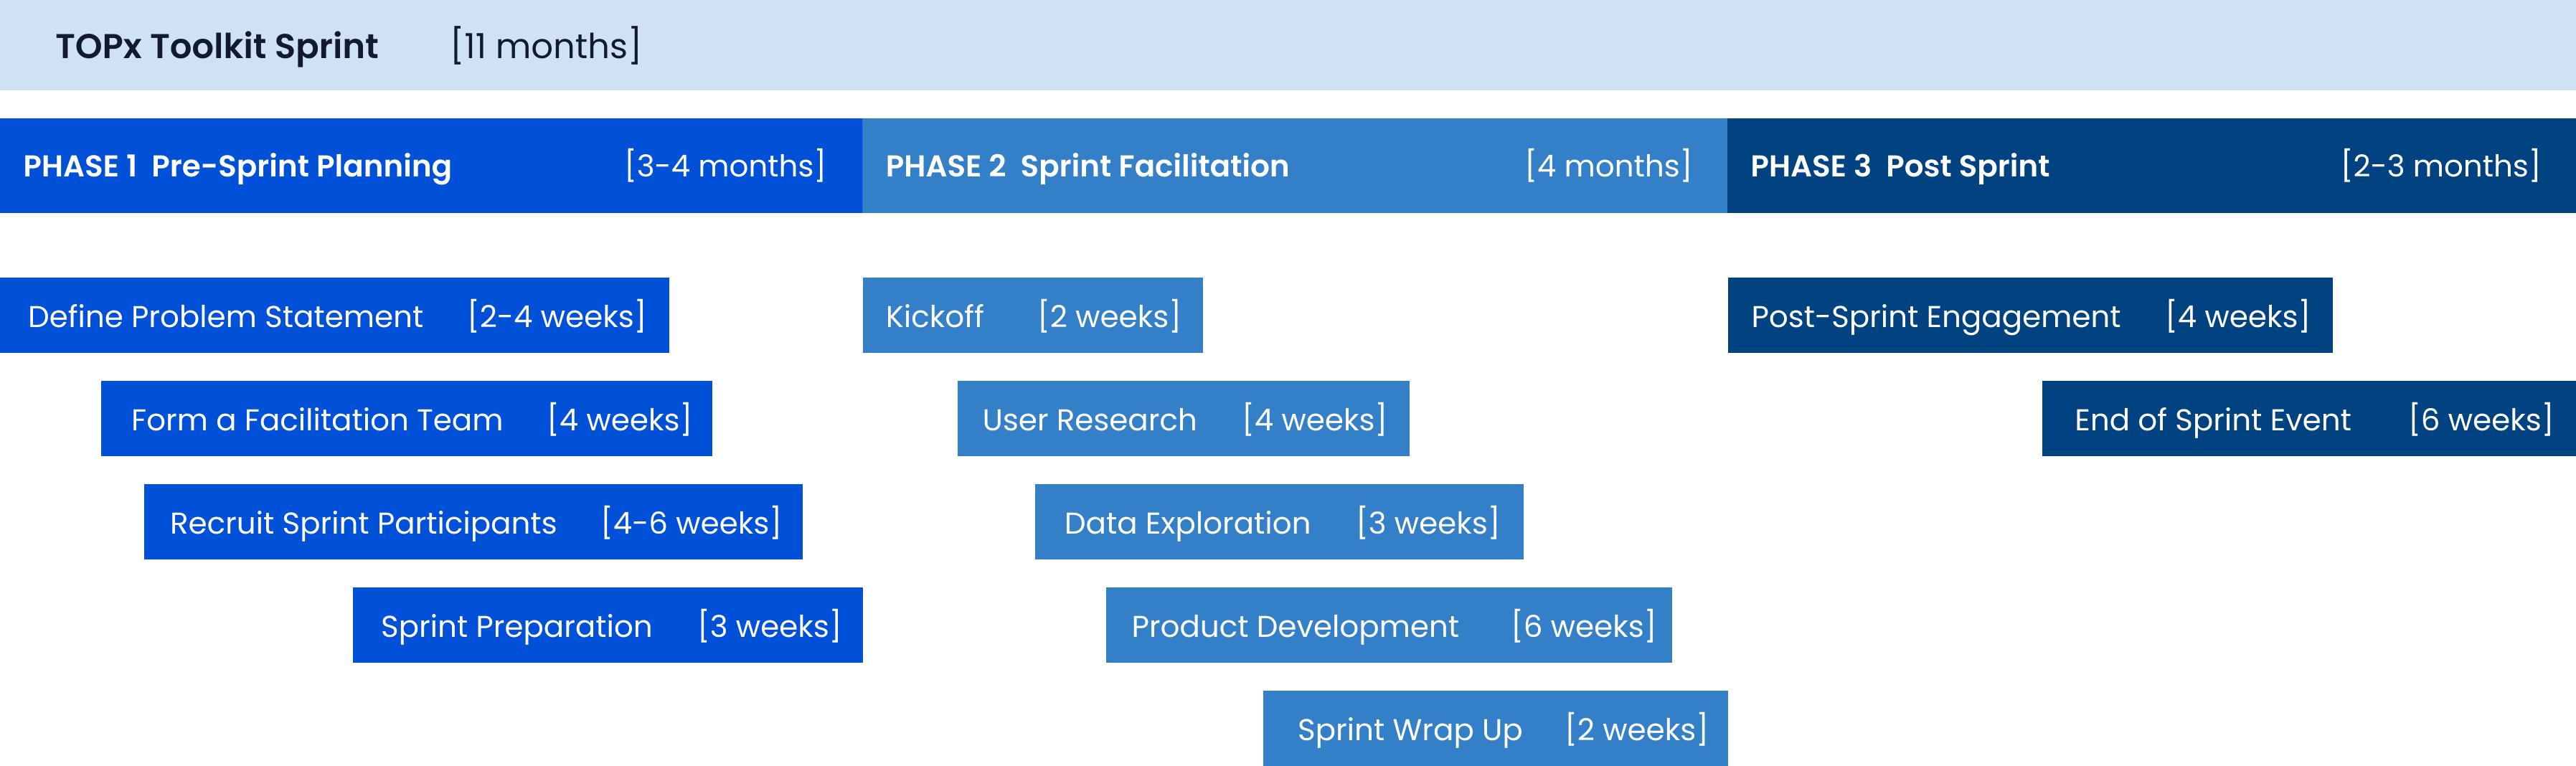 TOPx Toolkit Sprint [11 months]
PHASE 1 Pre-Sprint Planning [3-4 months]
PHASE 2 Sprint Facilitation [4 months]
PHASE 3 Post Sprint [2-3 months]
Define Problem Statement [2-4 weeks]
Form a Facilitation Team [4 weeks]
Recruit Sprint Participants [4-6 weeks]
Sprint Preparation [3 weeks]
Kickoff [2 weeks]
User Research [4 weeks]
Data Exploration [3 weeks]
Product Development [6 weeks]
Sprint Wrap Up [2 weeks]
Post-Sprint Engagement [4 weeks]
End of Sprint Event [6 weeks]